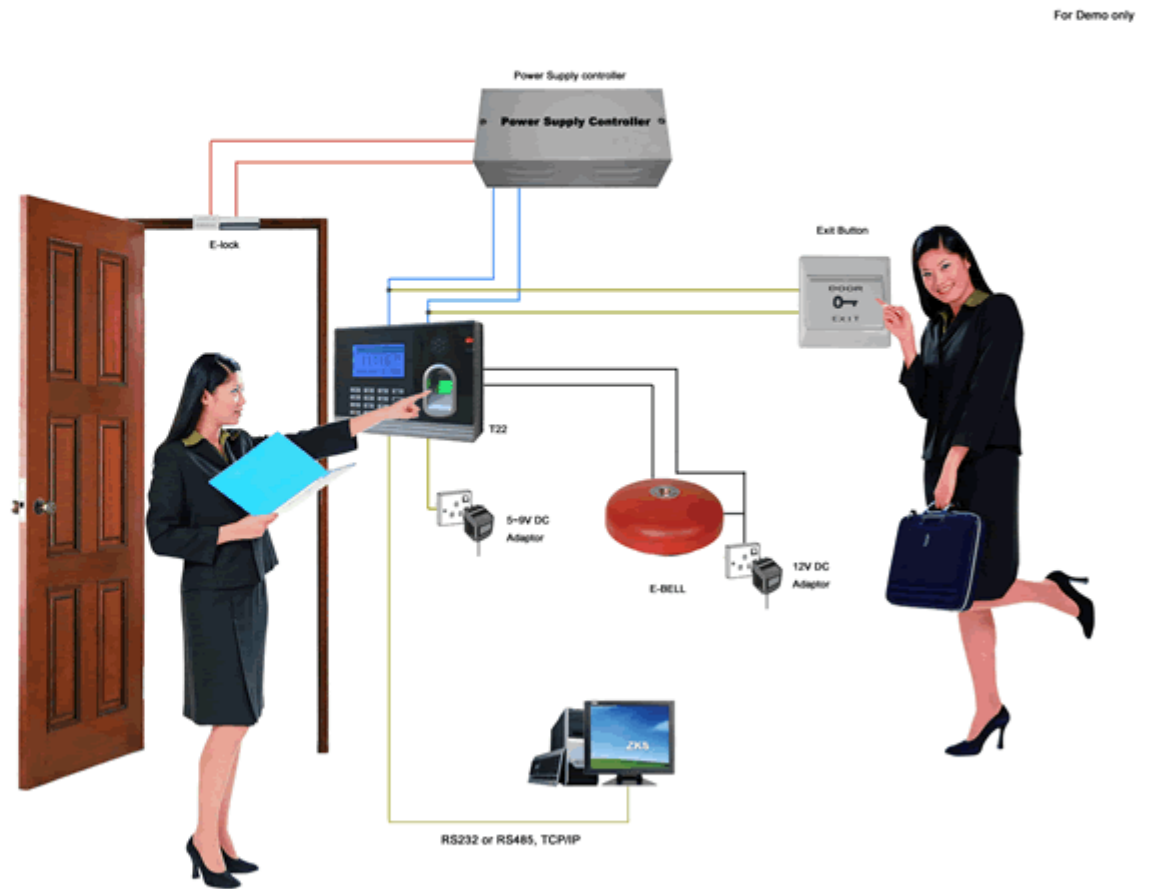 For Demo only
Power Supply controller
Power Supply Controller
E-lock
Exit Button
DOOR
EXIT
T22
5~9V DC
Adaptor
12V DC
Adaptor
E-BELL
ZKS
RS232 or RS485, TCP/IP